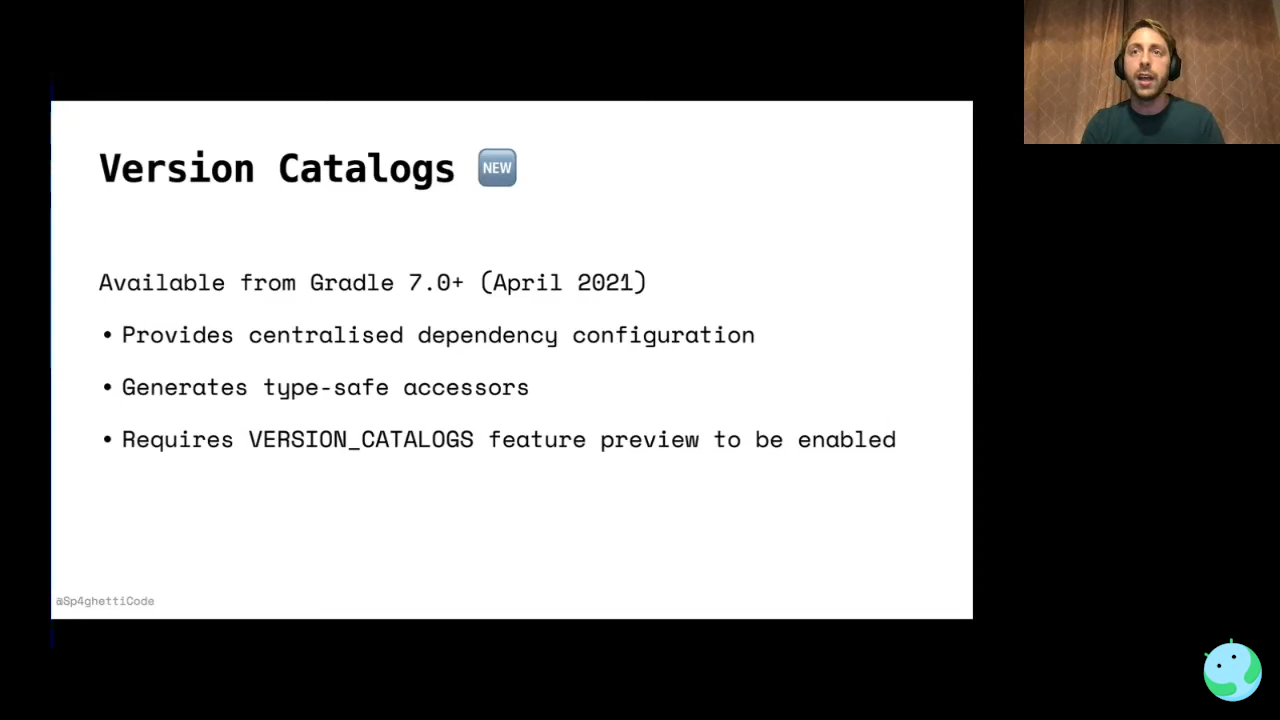 Version Catalogs NEW
Available from Gradle 7.0+ (April 2021)
• Provides centralised dependency configuration
• Generates type-safe accessors
• Requires VERSION_CATALOGS feature preview to be enabled
@Sp4ghettiCode